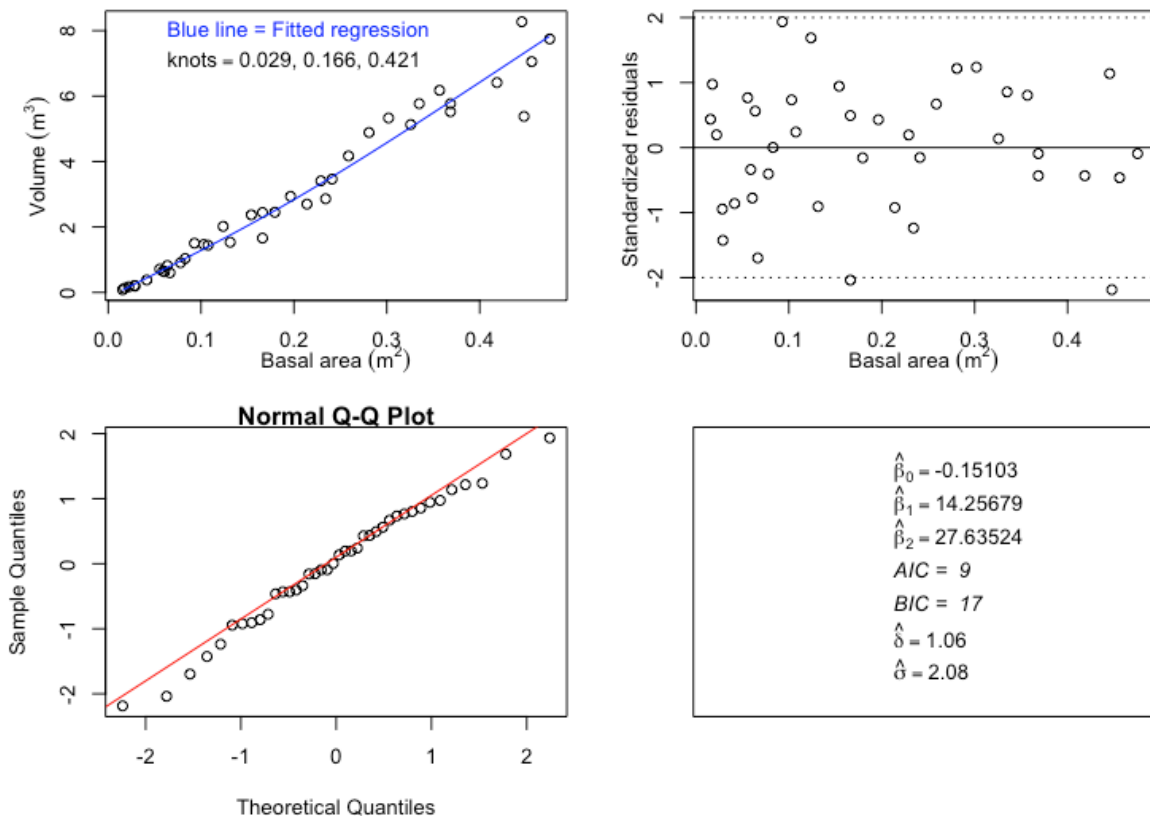 Blue line = Fitted regression
knots = 0.029, 0.166, 0.421
Volume (m³)
0 2 4 6 8
0.0 0.1 0.2 0.3 0.4
Basal area (m²)
Standardized residuals
-2 -1 0 1 2
0.0 0.1 0.2 0.3 0.4
Basal area (m²)
Normal Q-Q Plot
Sample Quantiles
-2 -1 0 1 2
-2 -1 0 1 2
Theoretical Quantiles
β̂₀ = -0.15103
β̂₁ = 14.25679
β̂₂ = 27.63524
AIC = 9
BIC = 17
δ̂ = 1.06
σ̂ = 2.08